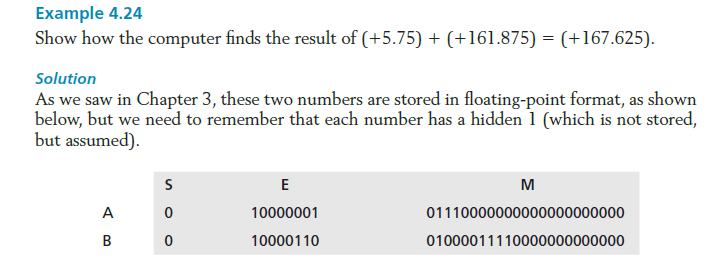 Example 4.24
Show how the computer finds the result of (+5.75) + (+161.875) = (+167.625).
Solution
As we saw in Chapter 3, these two numbers are stored in floating-point format, as shown
below, but we need to remember that each number has a hidden 1 (which is not stored,
but assumed).
S E M
A 0 10000001 01110000000000000000000
B 0 10000110 01000011110000000000000